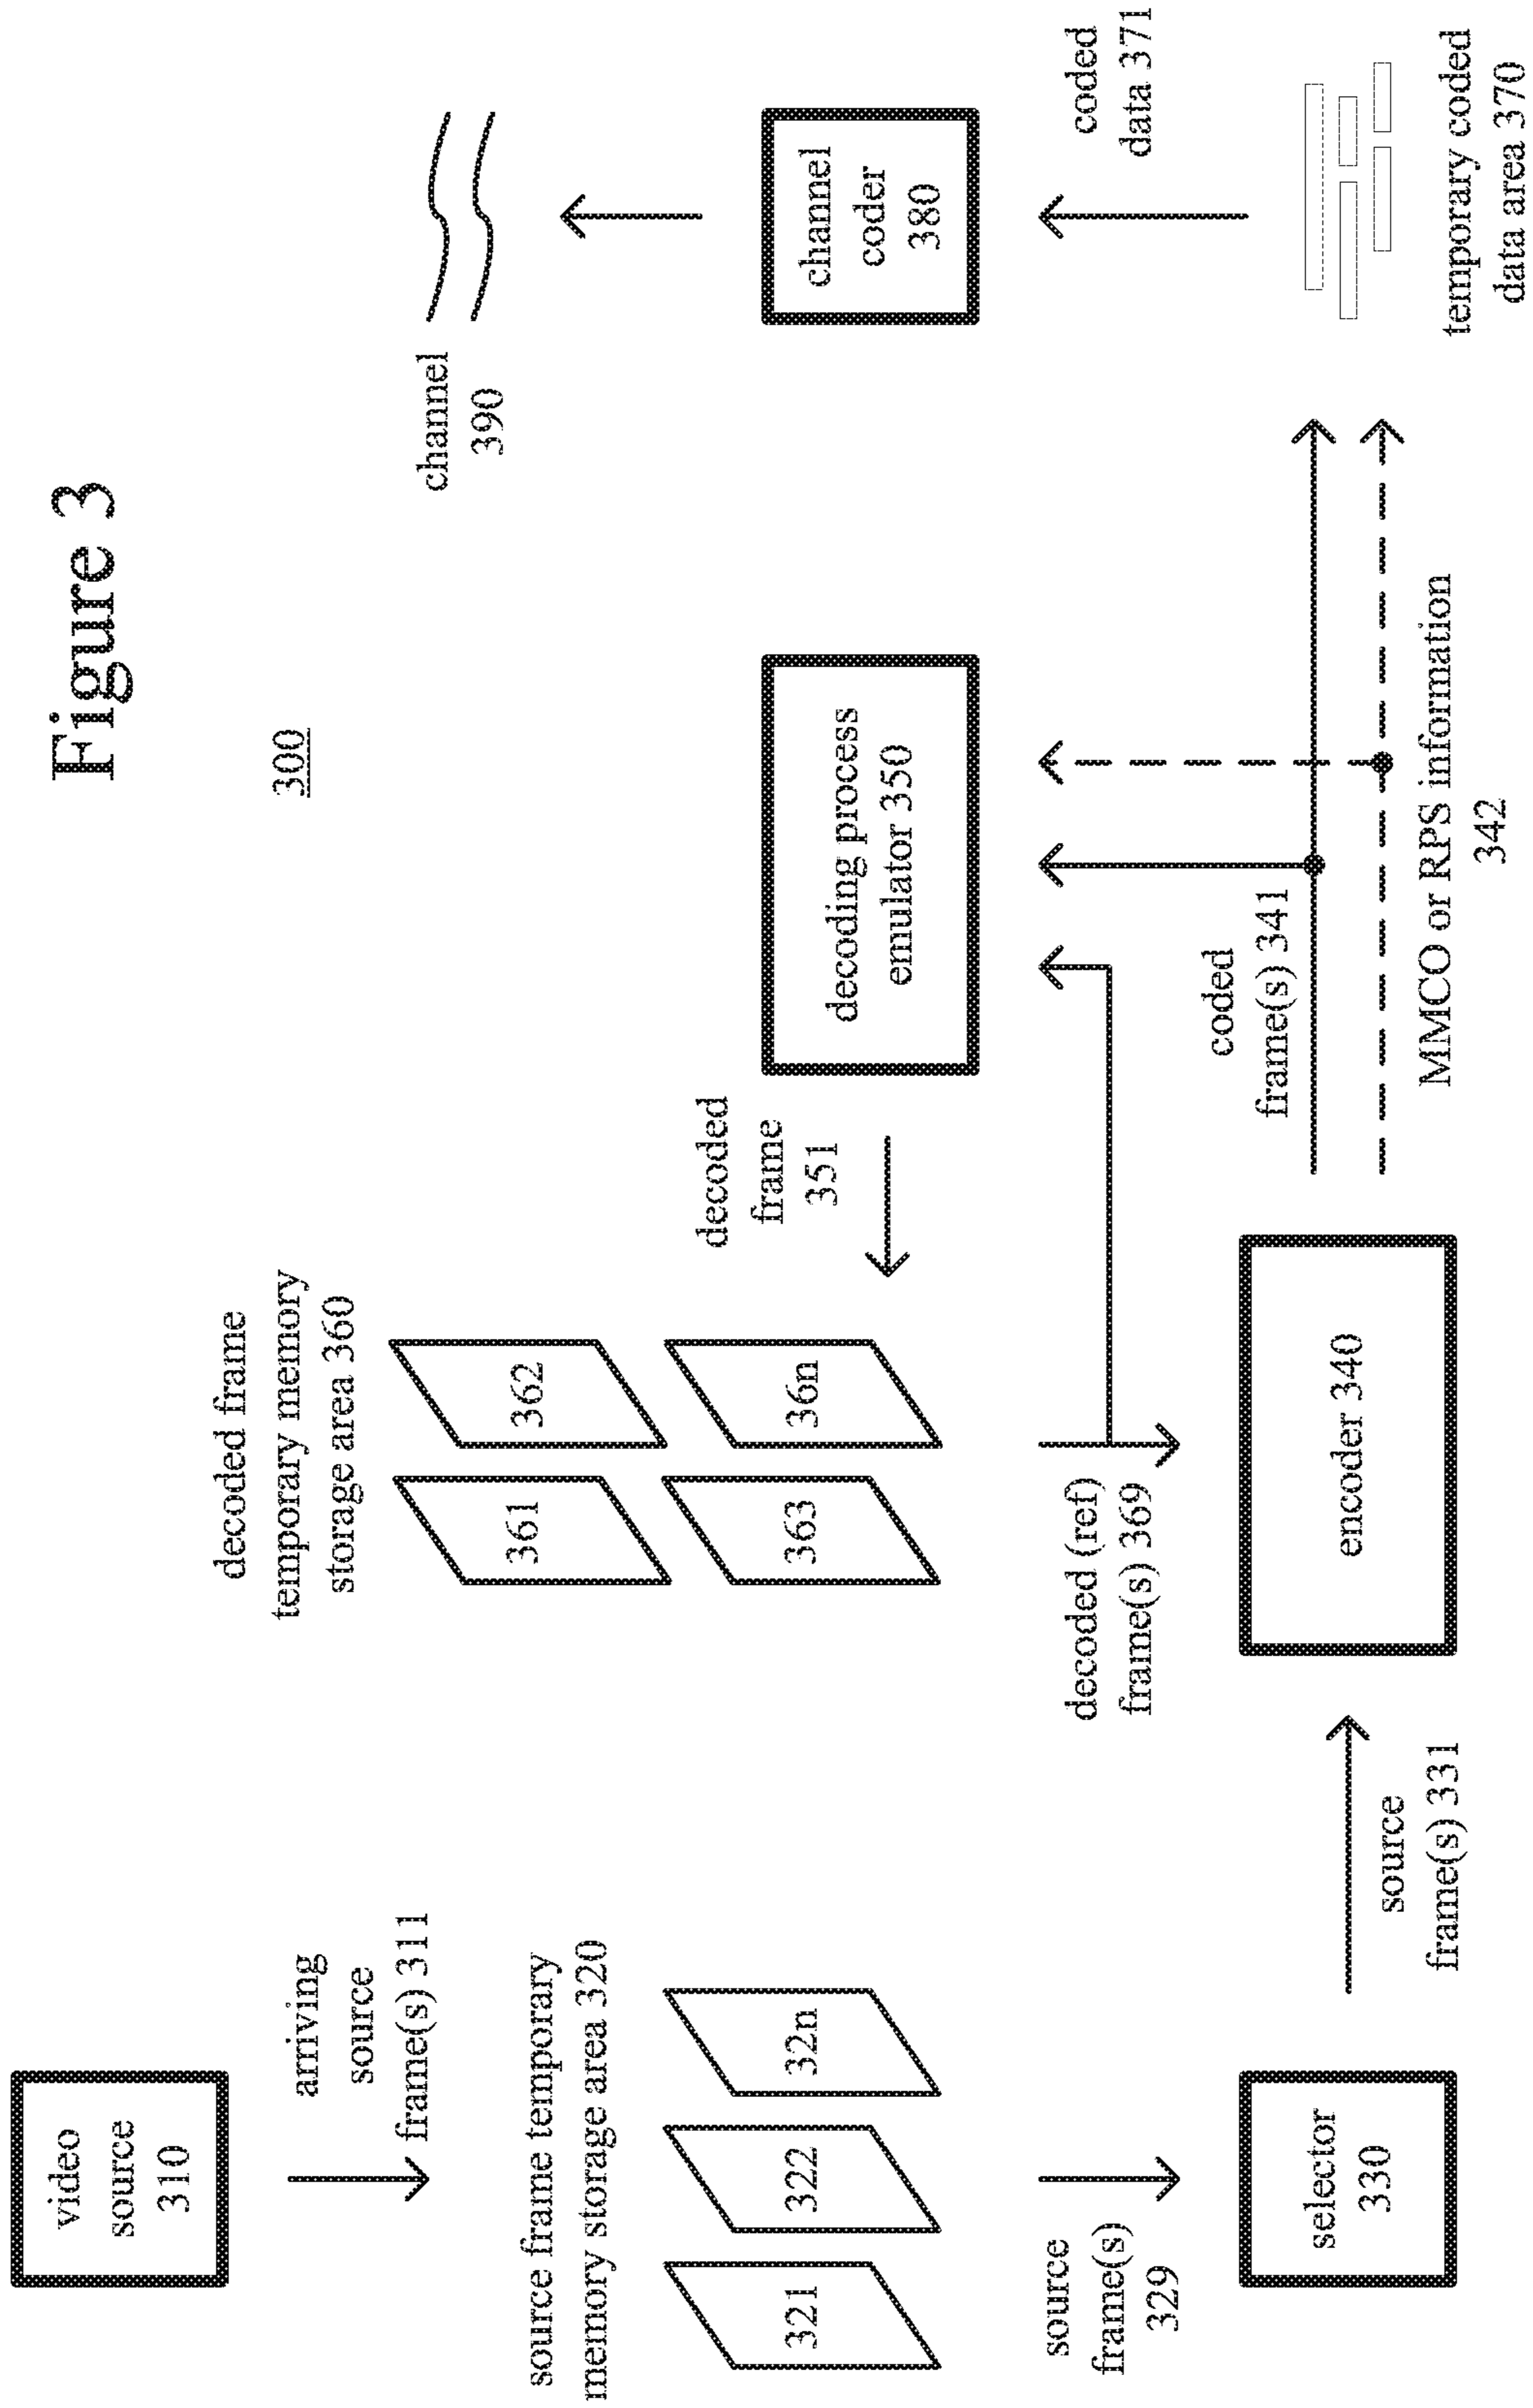 Figure 3
300
video
source
310
arriving
source
frame(s) 311
source frame temporary
memory storage area 320
321
322
32n
source
frame(s)
329
selector
330
source
frame(s) 331
decoded frame
temporary memory
storage area 360
361
362
363
36n
decoded (ref)
frame(s) 369
encoder 340
decoded
frame
351
decoding process
emulator 350
coded
frame(s) 341
MMCO or RPS information
342
channel
390
channel
coder
380
coded
data 371
temporary coded
data area 370